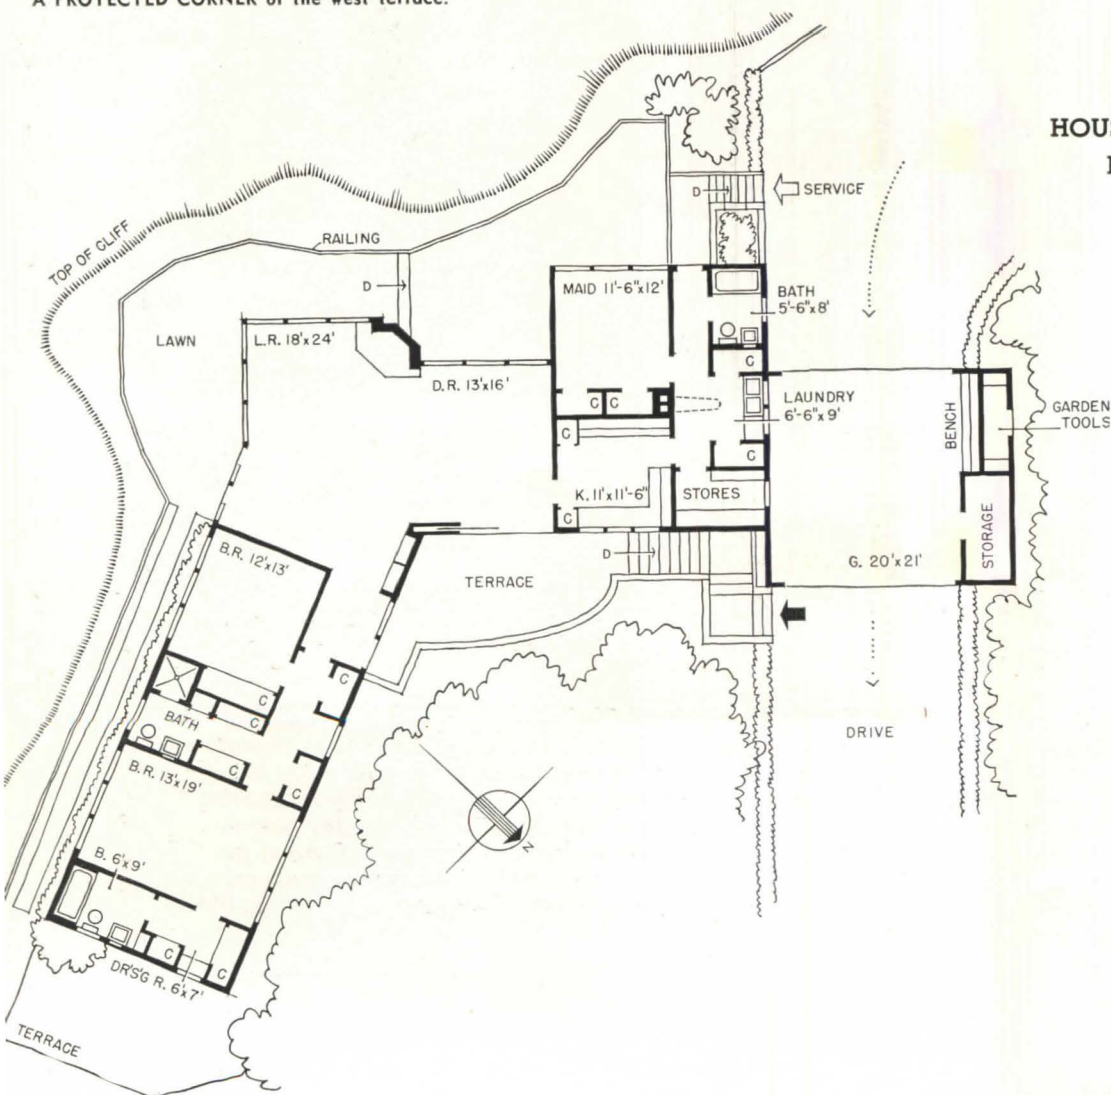 A PROTECTED CORNER of the west terrace.
HOUS
TOP OF CLIFF
RAILING
D
SERVICE
D
LAWN
L.R. 18'x24'
D.R. 13'x16'
MAID 11'-6"x12'
BATH
5'-6"x8'
C
C
C
C
LAUNDRY
6'-6"x9'
C
BENCH
GARDEN
TOOLS
K. 11'x11'-6"
STORES
C
D
G. 20'x21'
STORAGE
TERRACE
B.R. 12'x13'
C
C
C
BATH
C
C
B.R. 13'x19'
DRIVE
N
B. 6'x9'
C
C
DR'S'G R. 6'x7'
TERRACE